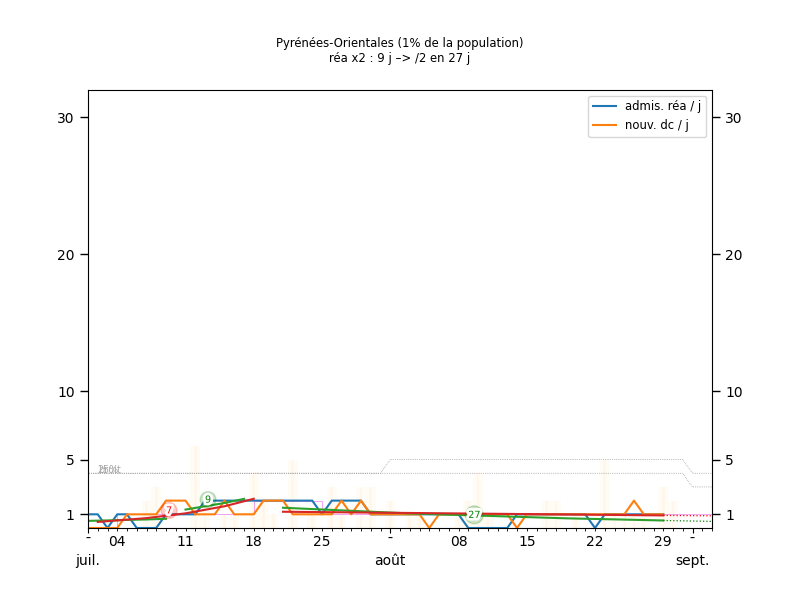 Pyrénées-Orientales (1% de la population)
réa x2 : 9 j –> /2 en 27 j
admis. réa / j
nouv. dc / j
30 30
20 20
10 10
5 5
1 1
9
7
27
- 04 11 18 25 - 08 15 22 29 -
juil. août sept.